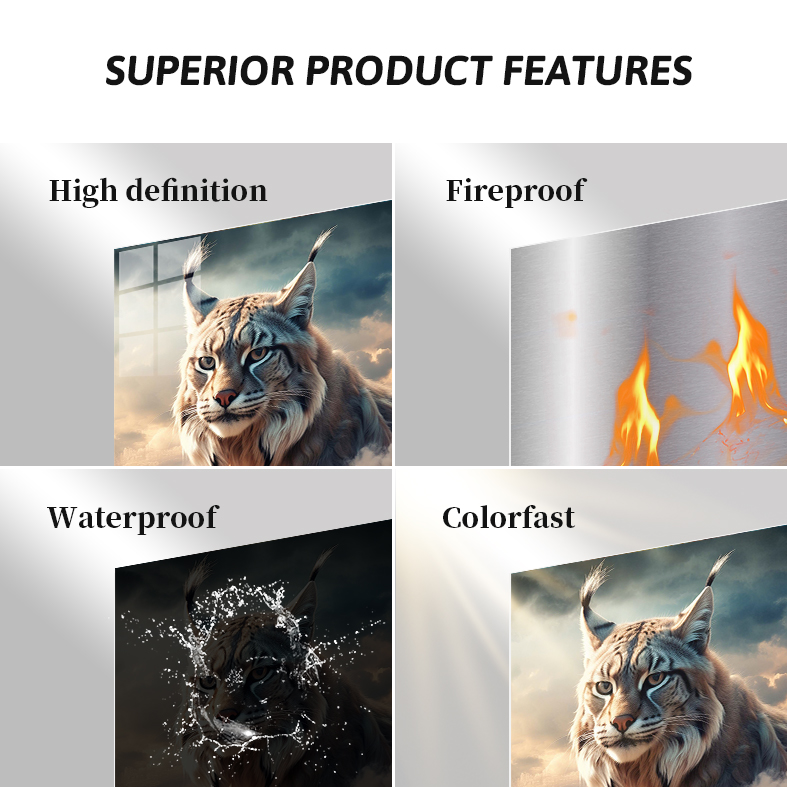 SUPERIOR PRODUCT FEATURES
High definition
Fireproof
Waterproof
Colorfast